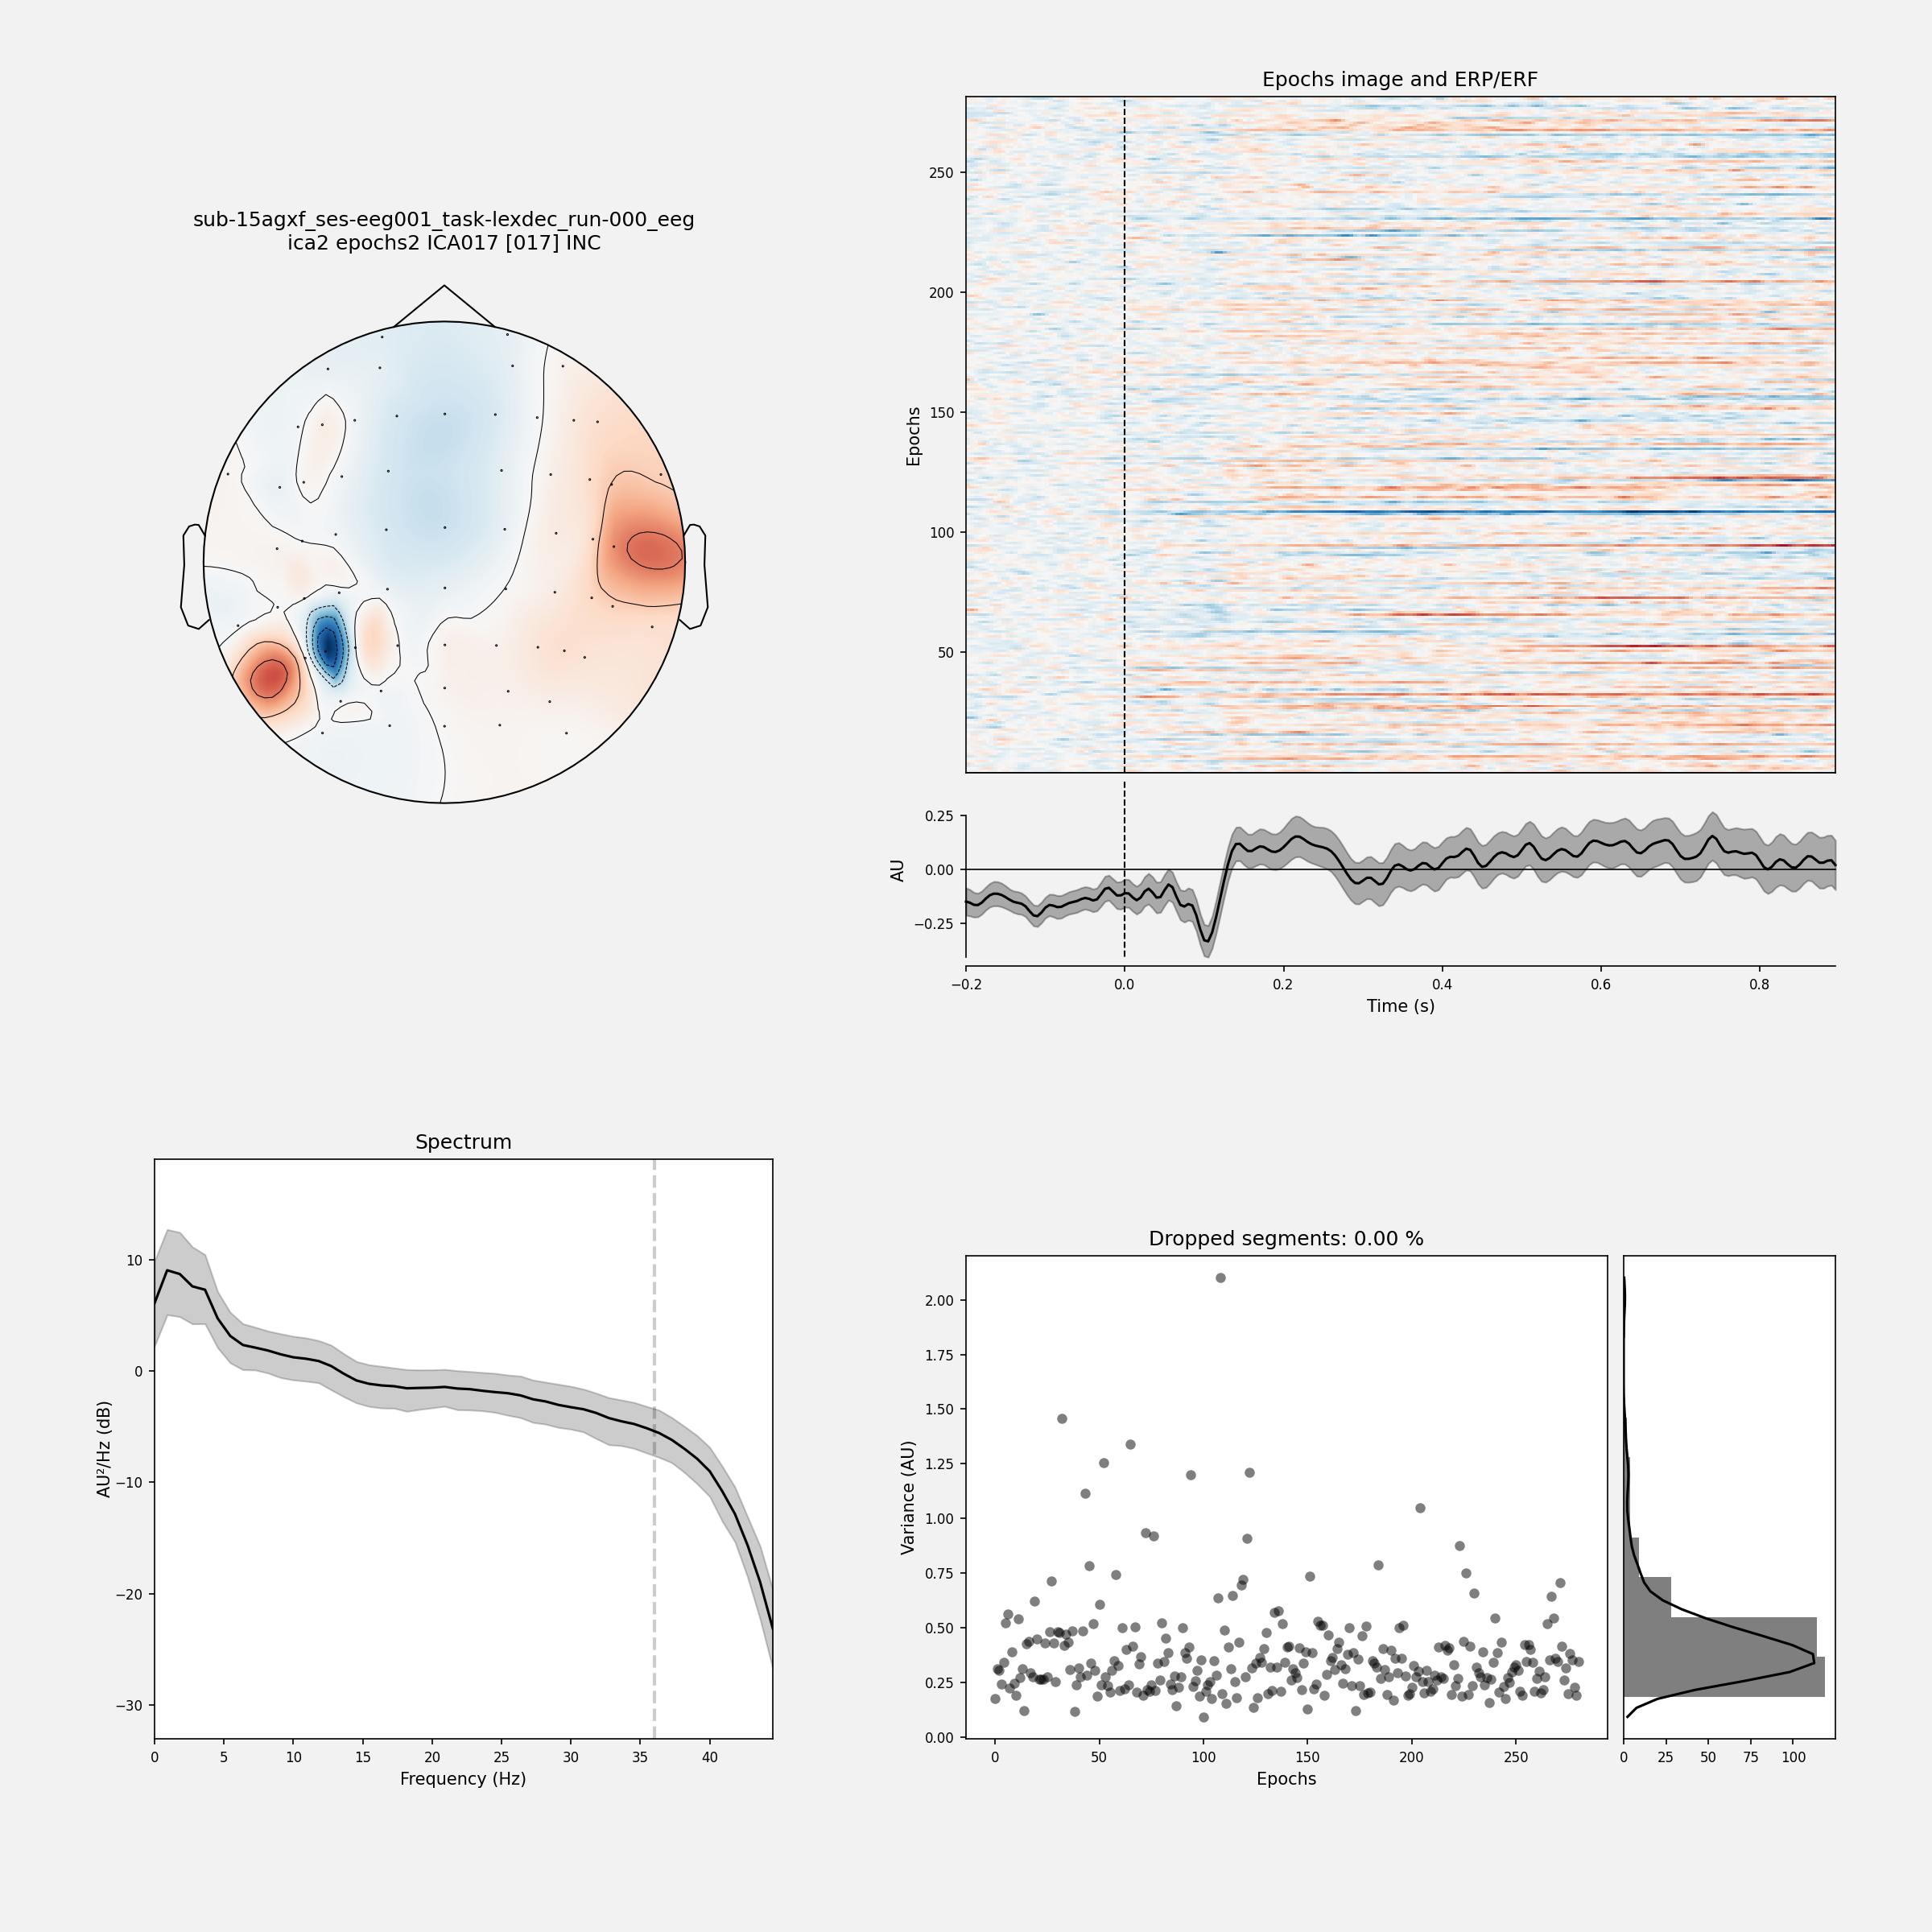 sub-15agxf_ses-eeg001_task-lexdec_run-000_eeg
ica2 epochs2 ICA017 [017] INC
Epochs image and ERP/ERF
250
200
150
100
50
Epochs
0.25
0.00
−0.25
AU
−0.2 0.0 0.2 0.4 0.6 0.8
Time (s)
Spectrum
10
0
−10
−20
−30
AU²/Hz (dB)
0 5 10 15 20 25 30 35 40
Frequency (Hz)
Dropped segments: 0.00 %
2.00
1.75
1.50
1.25
1.00
0.75
0.50
0.25
0.00
Variance (AU)
0 50 100 150 200 250
Epochs
0 25 50 75 100